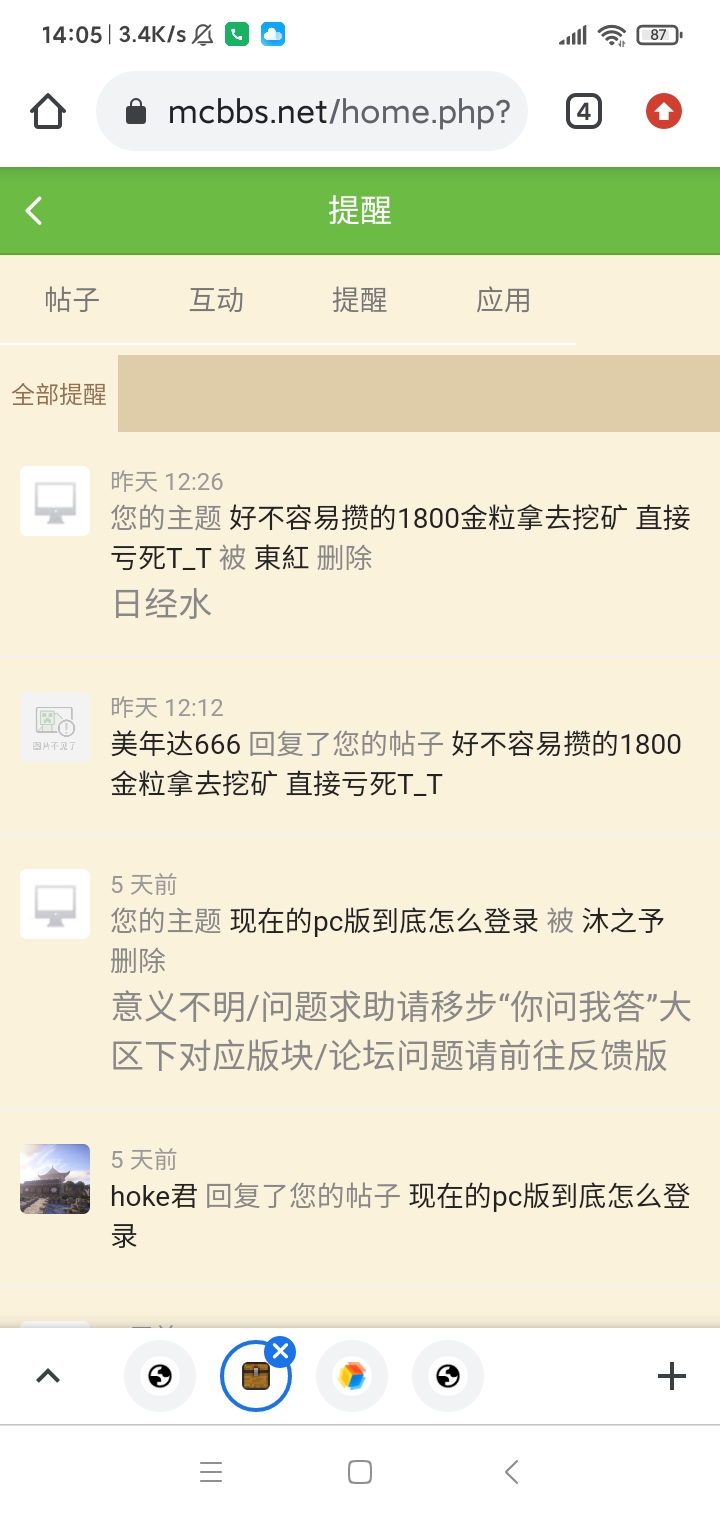 14:05 | 3.4K/s
87
mcbbs.net/home.php?
4
提醒
帖子 互动 提醒 应用
全部提醒
昨天 12:26
您的主题 好不容易攒的1800金粒拿去挖矿 直接
亏死T_T 被 東紅 删除
日经水
昨天 12:12
图片不见了
美年达666 回复了您的帖子 好不容易攒的1800
金粒拿去挖矿 直接亏死T_T
5 天前
您的主题 现在的pc版到底怎么登录 被 沐之予
删除
意义不明/问题求助请移步“你问我答”大
区下对应版块/论坛问题请前往反馈版
5 天前
hoke君 回复了您的帖子 现在的pc版到底怎么登
录